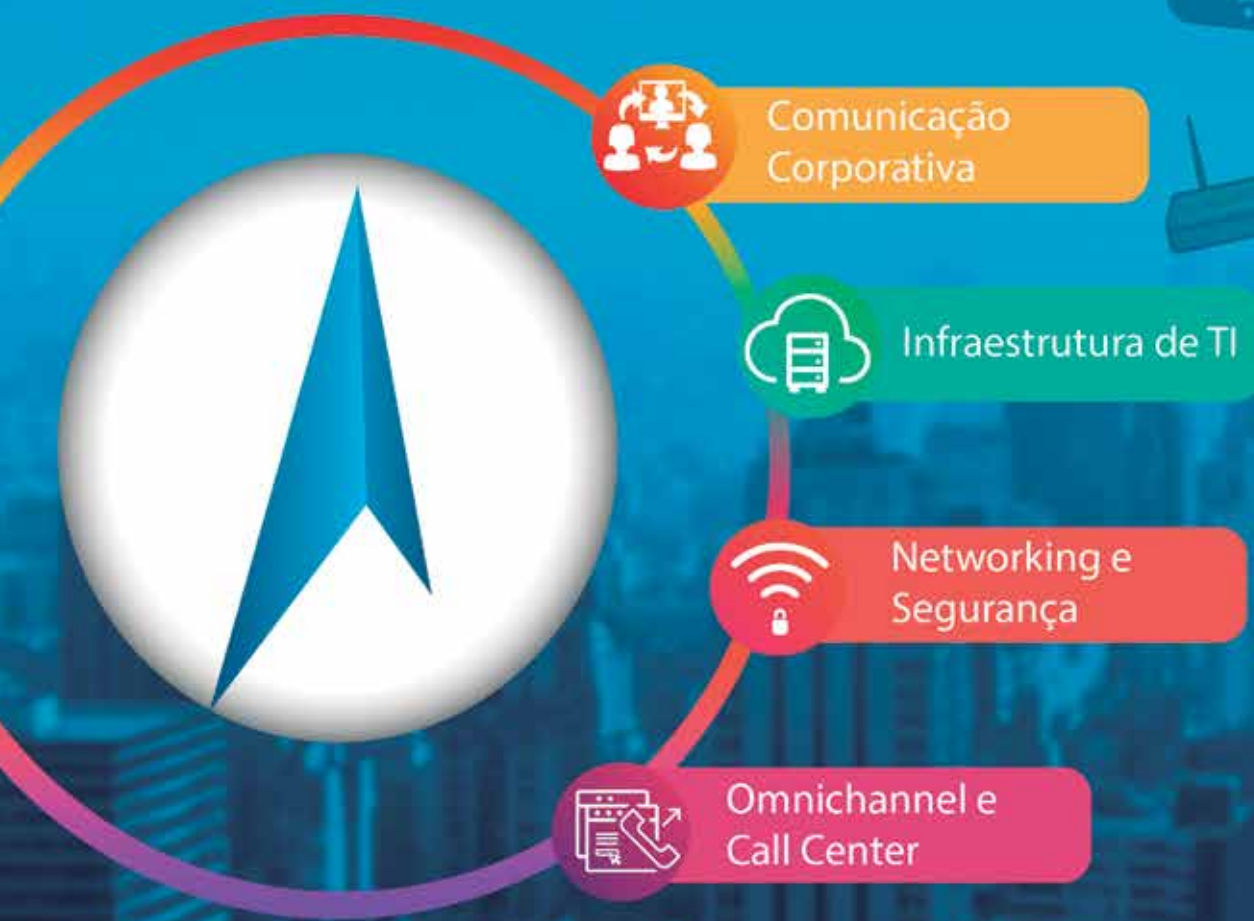 Comunicação
Corporativa
Infraestrutura de TI
Networking e
Segurança
Omnichannel e
Call Center